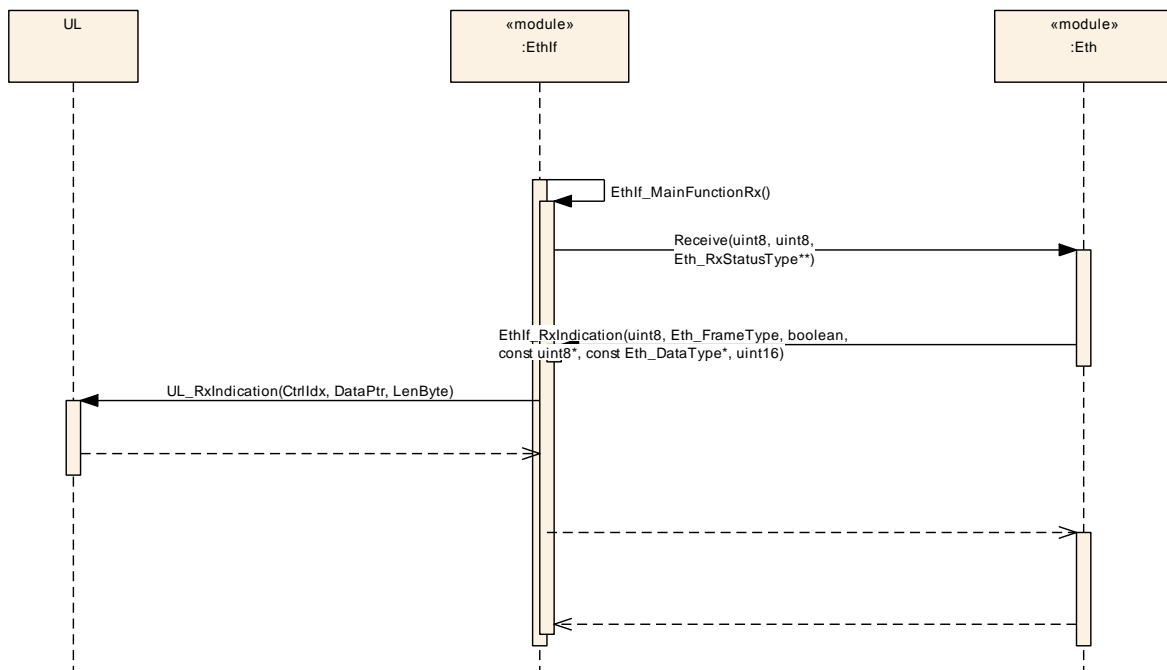 UL
«module»
:EthIf
«module»
:Eth
EthIf_MainFunctionRx()
Receive(uint8, uint8,
Eth_RxStatusType**)
EthIf_RxIndication(uint8, Eth_FrameType, boolean,
const uint8*, const Eth_DataType*, uint16)
UL_RxIndication(CtrlIdx, DataPtr, LenByte)